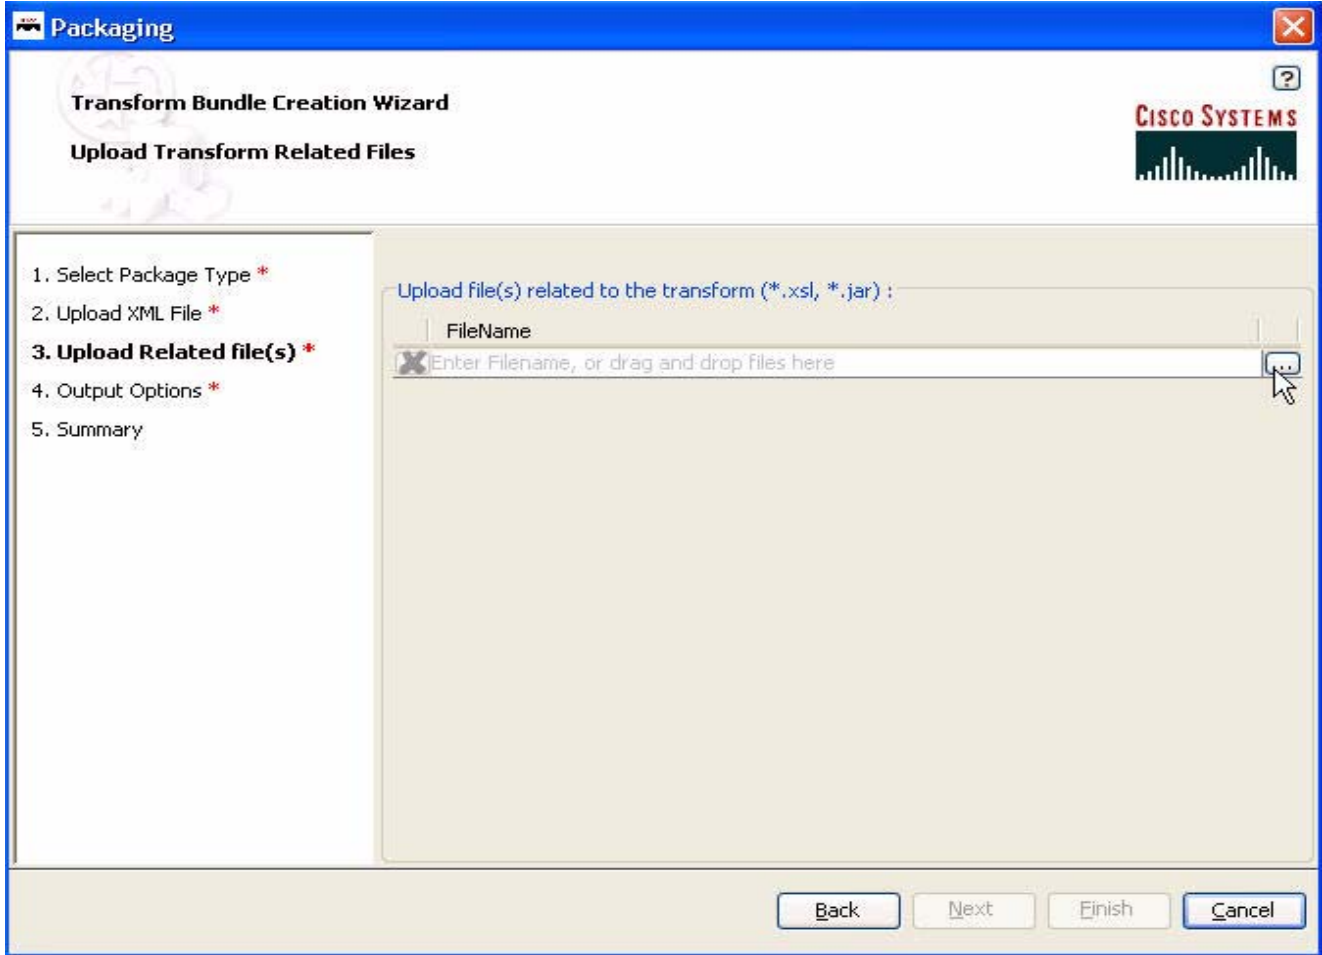 Packaging
?
Transform Bundle Creation Wizard
CISCO SYSTEMS
Upload Transform Related Files
1. Select Package Type *
2. Upload XML File *
3. Upload Related file(s) *
4. Output Options *
5. Summary
Upload file(s) related to the transform (*.xsl, *.jar) :
FileName
Enter Filename, or drag and drop files here
...
Back
Next
Finish
Cancel